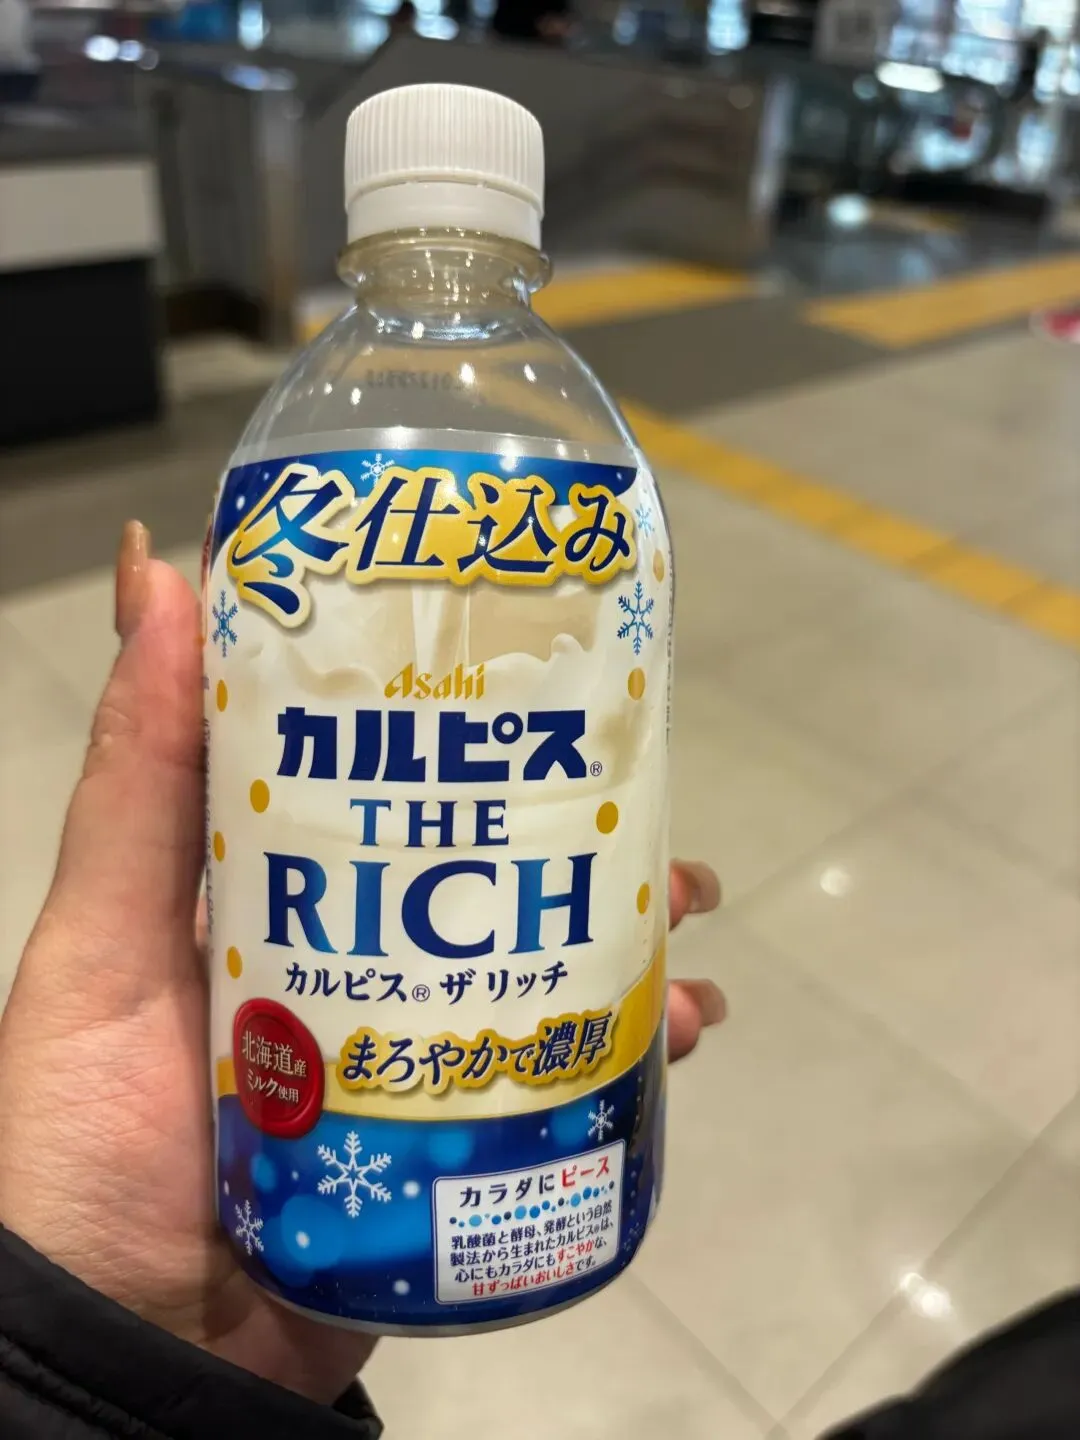 冬仕込み
Asahi
カルピス®
THE
RICH
カルピス® ザ リッチ
北海道産
ミルク使用
まろやかで濃厚
カラダにピース
乳酸菌と酵母、発酵という自然
製法から生まれたカルピス®は、
心にもカラダにもすこやかな、
甘ずっぱいおいしさです。